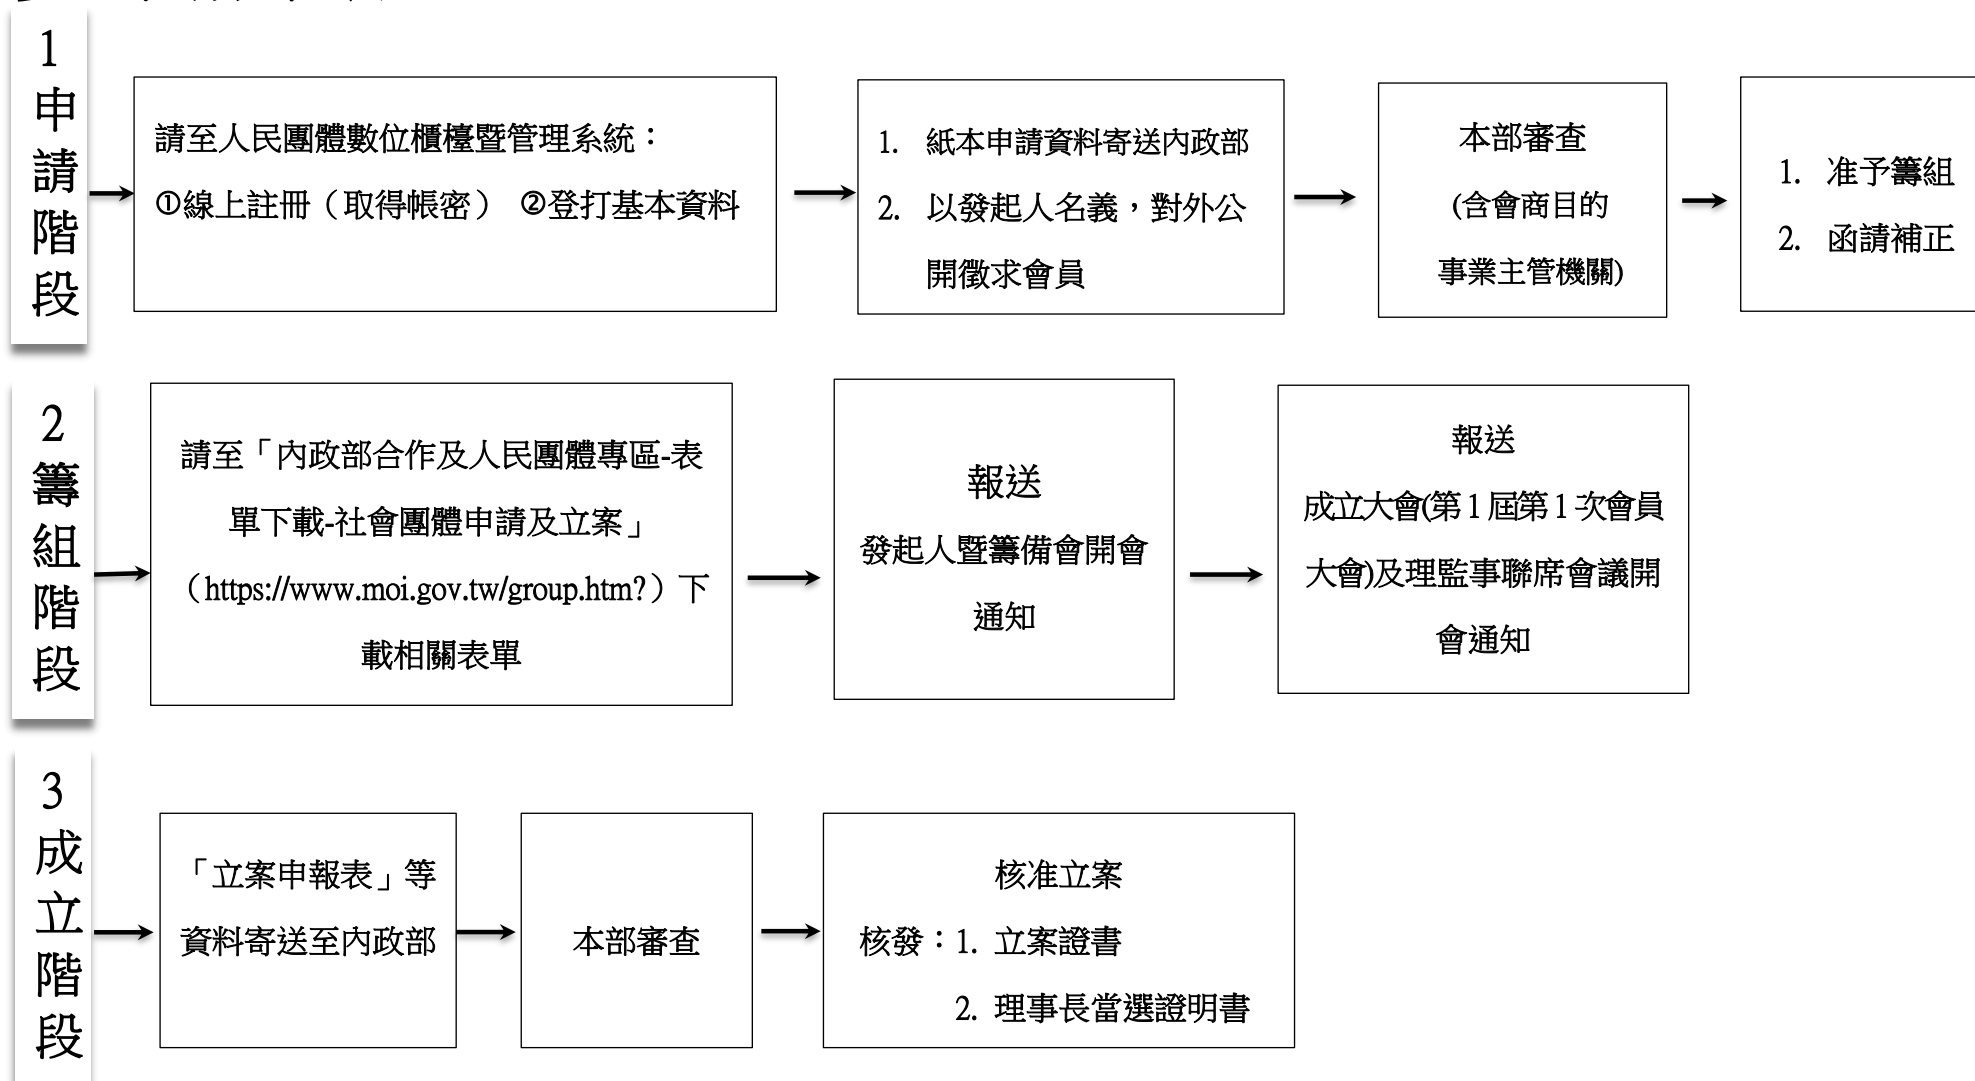 1
申請階段
請至人民團體數位櫃檯暨管理系統：
①線上註冊（取得帳密） ②登打基本資料
1. 紙本申請資料寄送內政部
2. 以發起人名義，對外公
開徵求會員
本部審查
(含會商目的
事業主管機關)
1. 准予籌組
2. 函請補正
2
籌組階段
請至「內政部合作及人民團體專區-表
單下載-社會團體申請及立案」
（https://www.moi.gov.tw/group.htm?）下
載相關表單
報送
發起人暨籌備會開會
通知
報送
成立大會(第1屆第1次會員
大會)及理監事聯席會議開
會通知
3
成立階段
「立案申報表」等
資料寄送至內政部
本部審查
核准立案
核發：1. 立案證書
2. 理事長當選證明書